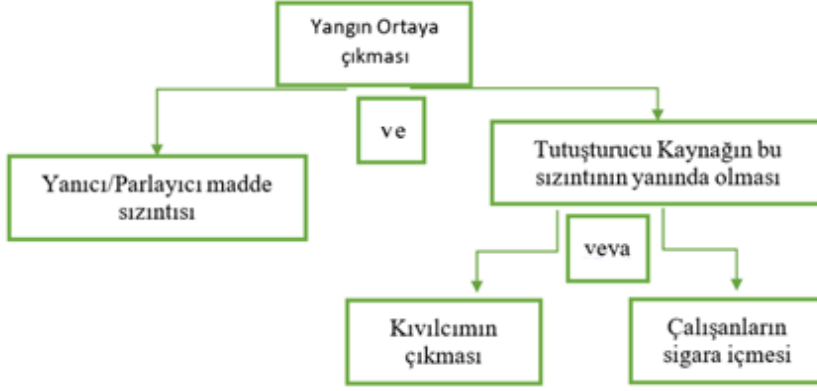 Yangın Ortaya
çıkması
ve
Yanıcı/Parlayıcı madde
sızıntısı
Tutuşturucu Kaynağın bu
sızıntının yanında olması
veya
Kıvılcımın
çıkması
Çalışanların
sigara içmesi